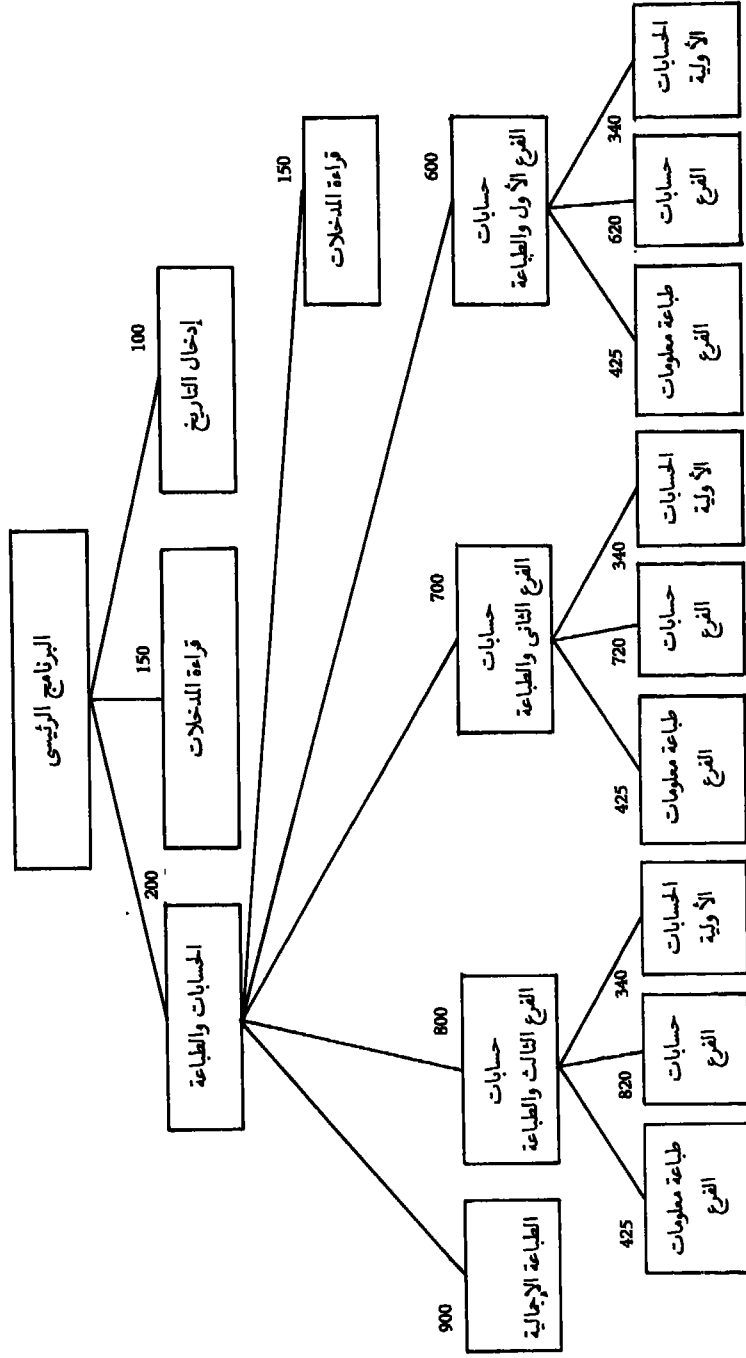 البرنامج الرئيسى
100
إدخال التاريخ
150
قراءة المدخلات
200
الحسابات والطباعة
150
قراءة المدخلات
600
حسابات
الفرع الأول والطباعة
700
حسابات
الفرع الثانى والطباعة
800
حسابات
الفرع الثالث والطباعة
900
الطباعة الإجمالية
340
الحسابات
الأولية
620
حسابات
الفرع
425
طباعة معلومات
الفرع
340
الحسابات
الأولية
720
حسابات
الفرع
425
طباعة معلومات
الفرع
340
الحسابات
الأولية
820
حسابات
الفرع
425
طباعة معلومات
الفرع